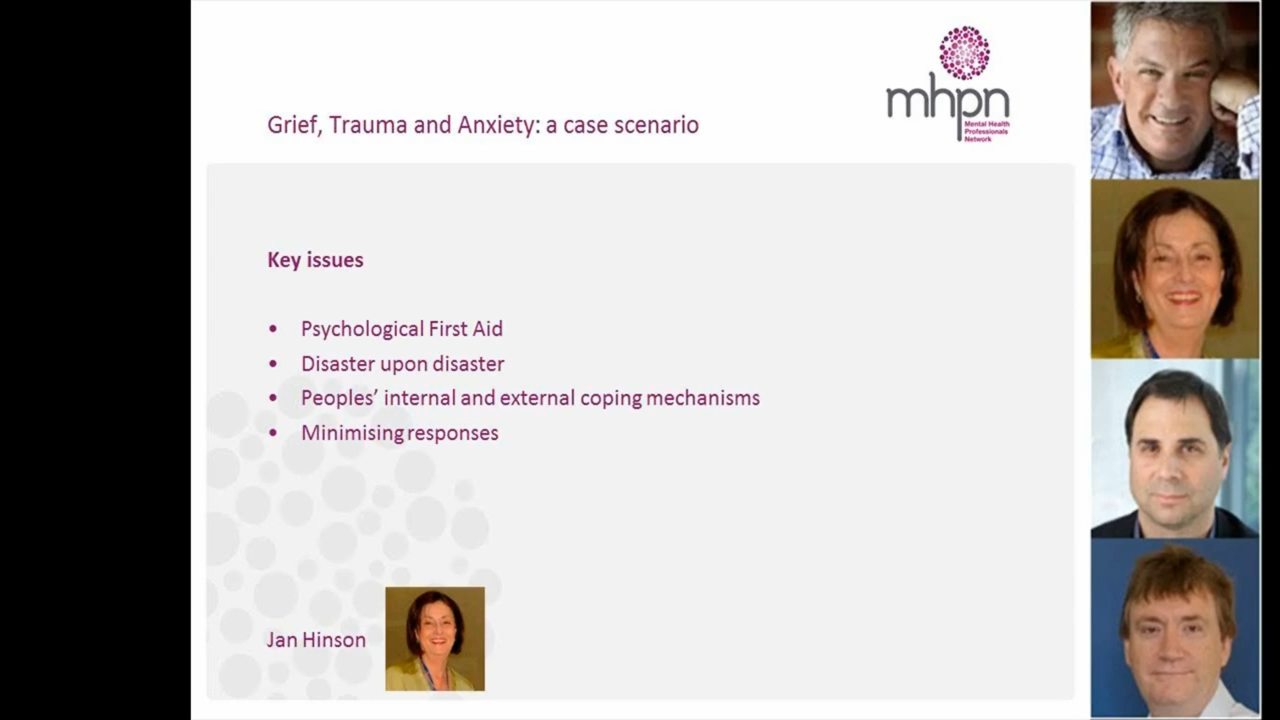 mhpn
Mental Health
Professionals
Network
Grief, Trauma and Anxiety: a case scenario
Key issues
• Psychological First Aid
• Disaster upon disaster
• Peoples’ internal and external coping mechanisms
• Minimising responses
Jan Hinson